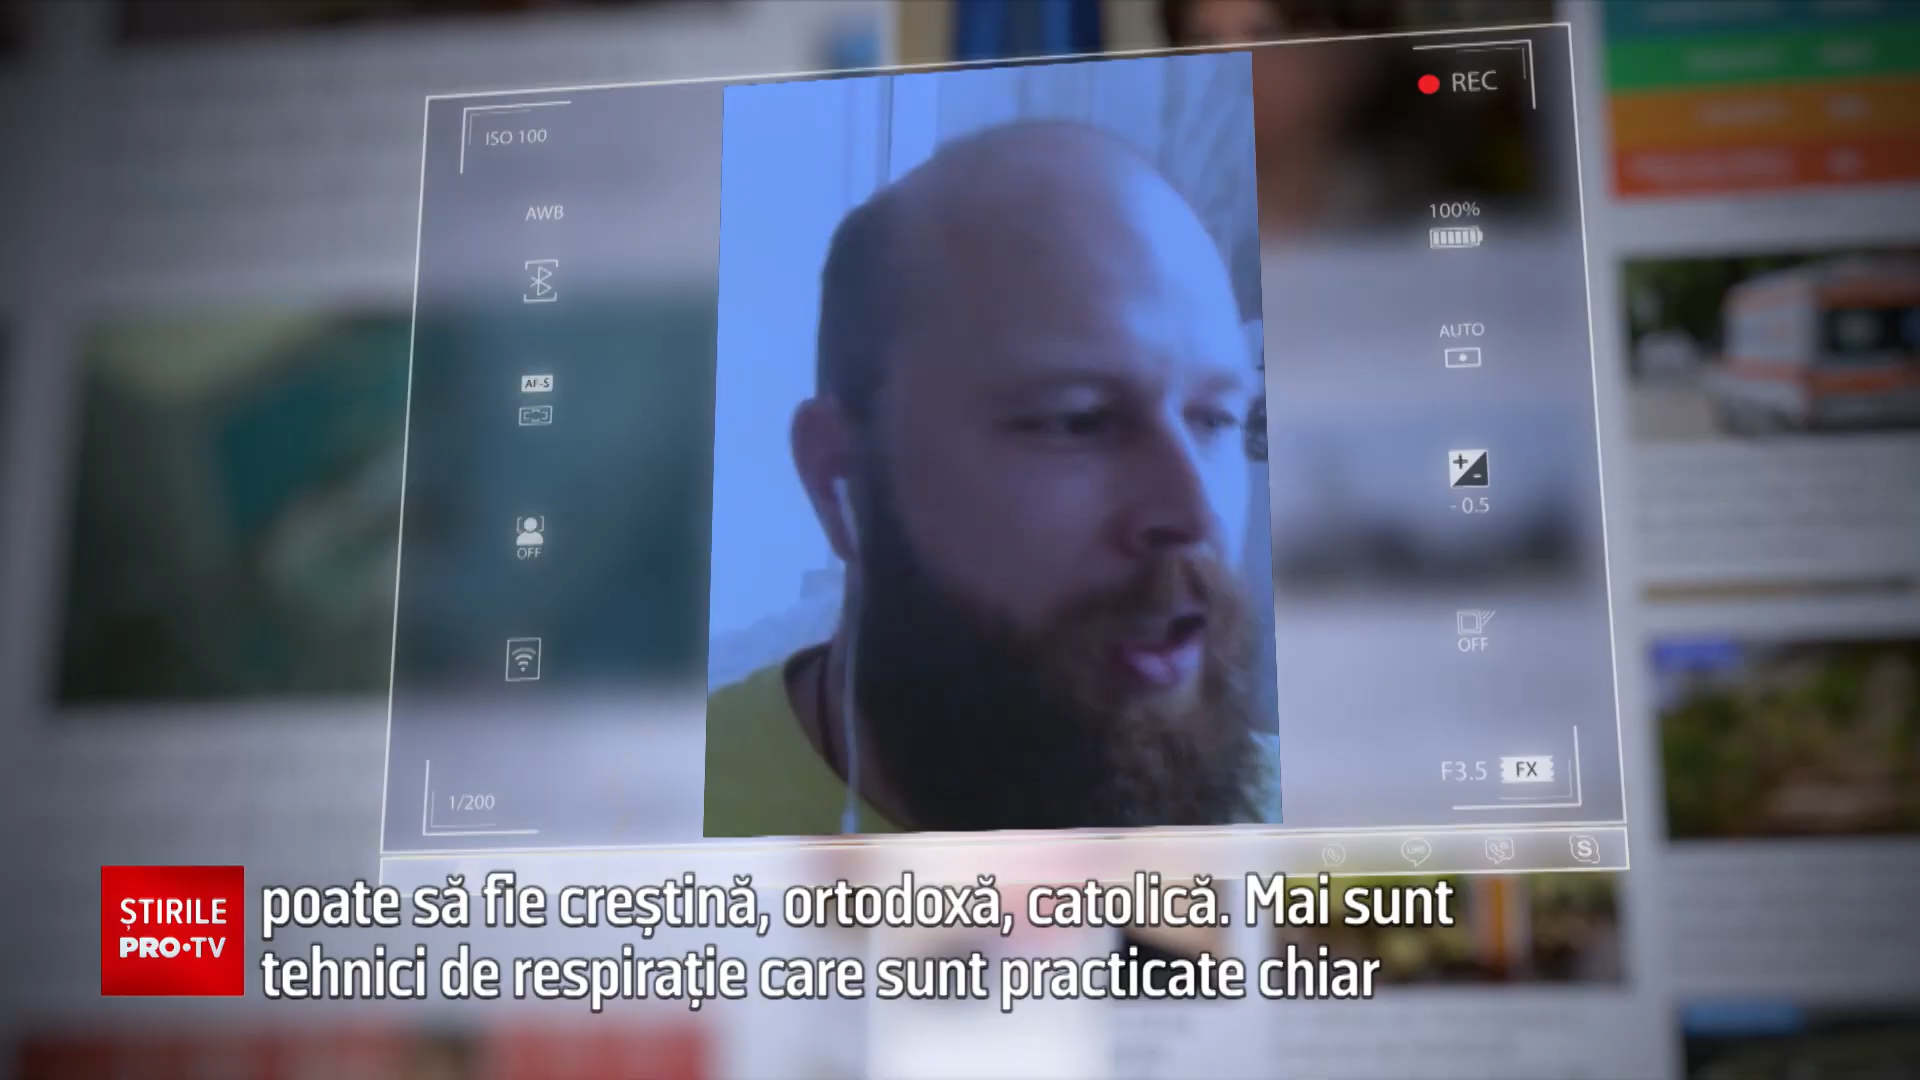 REC
ISO 100
AWB
100%
AUTO
AF-S
- 0.5
OFF
OFF
F3.5 FX
1/200
LINE
S
ȘTIRILE
PRO•TV
poate să fie creștină, ortodoxă, catolică. Mai sunt
tehnici de respirație care sunt practicate chiar